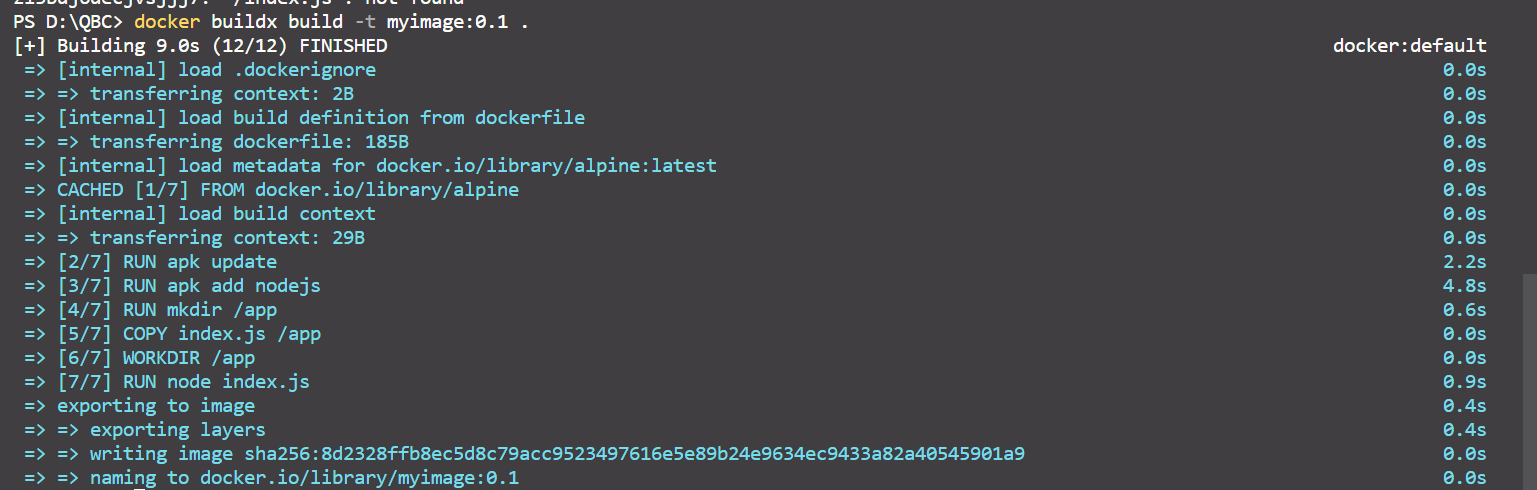 PS D:\QBC> docker buildx build -t myimage:0.1 .
[+] Building 9.0s (12/12) FINISHED docker:default
=> [internal] load .dockerignore 0.0s
=> => transferring context: 2B 0.0s
=> [internal] load build definition from dockerfile 0.0s
=> => transferring dockerfile: 185B 0.0s
=> [internal] load metadata for docker.io/library/alpine:latest 0.0s
=> CACHED [1/7] FROM docker.io/library/alpine 0.0s
=> [internal] load build context 0.0s
=> => transferring context: 29B 0.0s
=> [2/7] RUN apk update 2.2s
=> [3/7] RUN apk add nodejs 4.8s
=> [4/7] RUN mkdir /app 0.6s
=> [5/7] COPY index.js /app 0.0s
=> [6/7] WORKDIR /app 0.0s
=> [7/7] RUN node index.js 0.9s
=> exporting to image 0.4s
=> => exporting layers 0.4s
=> => writing image sha256:8d2328ffb8ec5d8c79acc9523497616e5e89b24e9634ec9433a82a40545901a9 0.0s
=> => naming to docker.io/library/myimage:0.1 0.0s